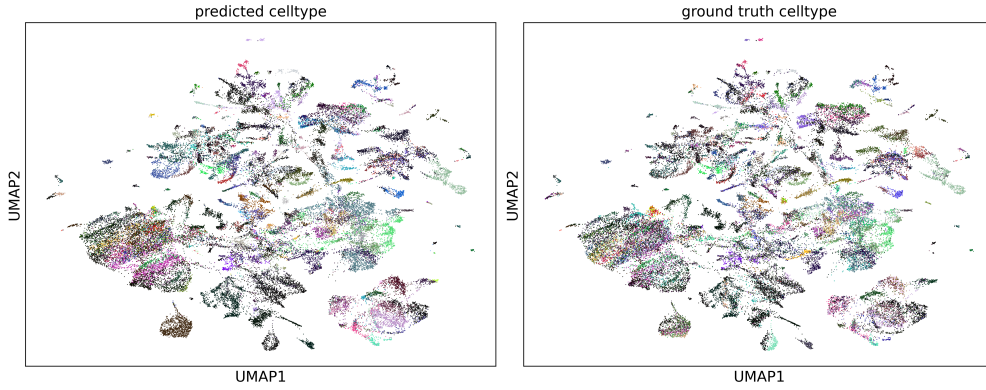 predicted celltype
ground truth celltype
UMAP2
UMAP2
UMAP1
UMAP1